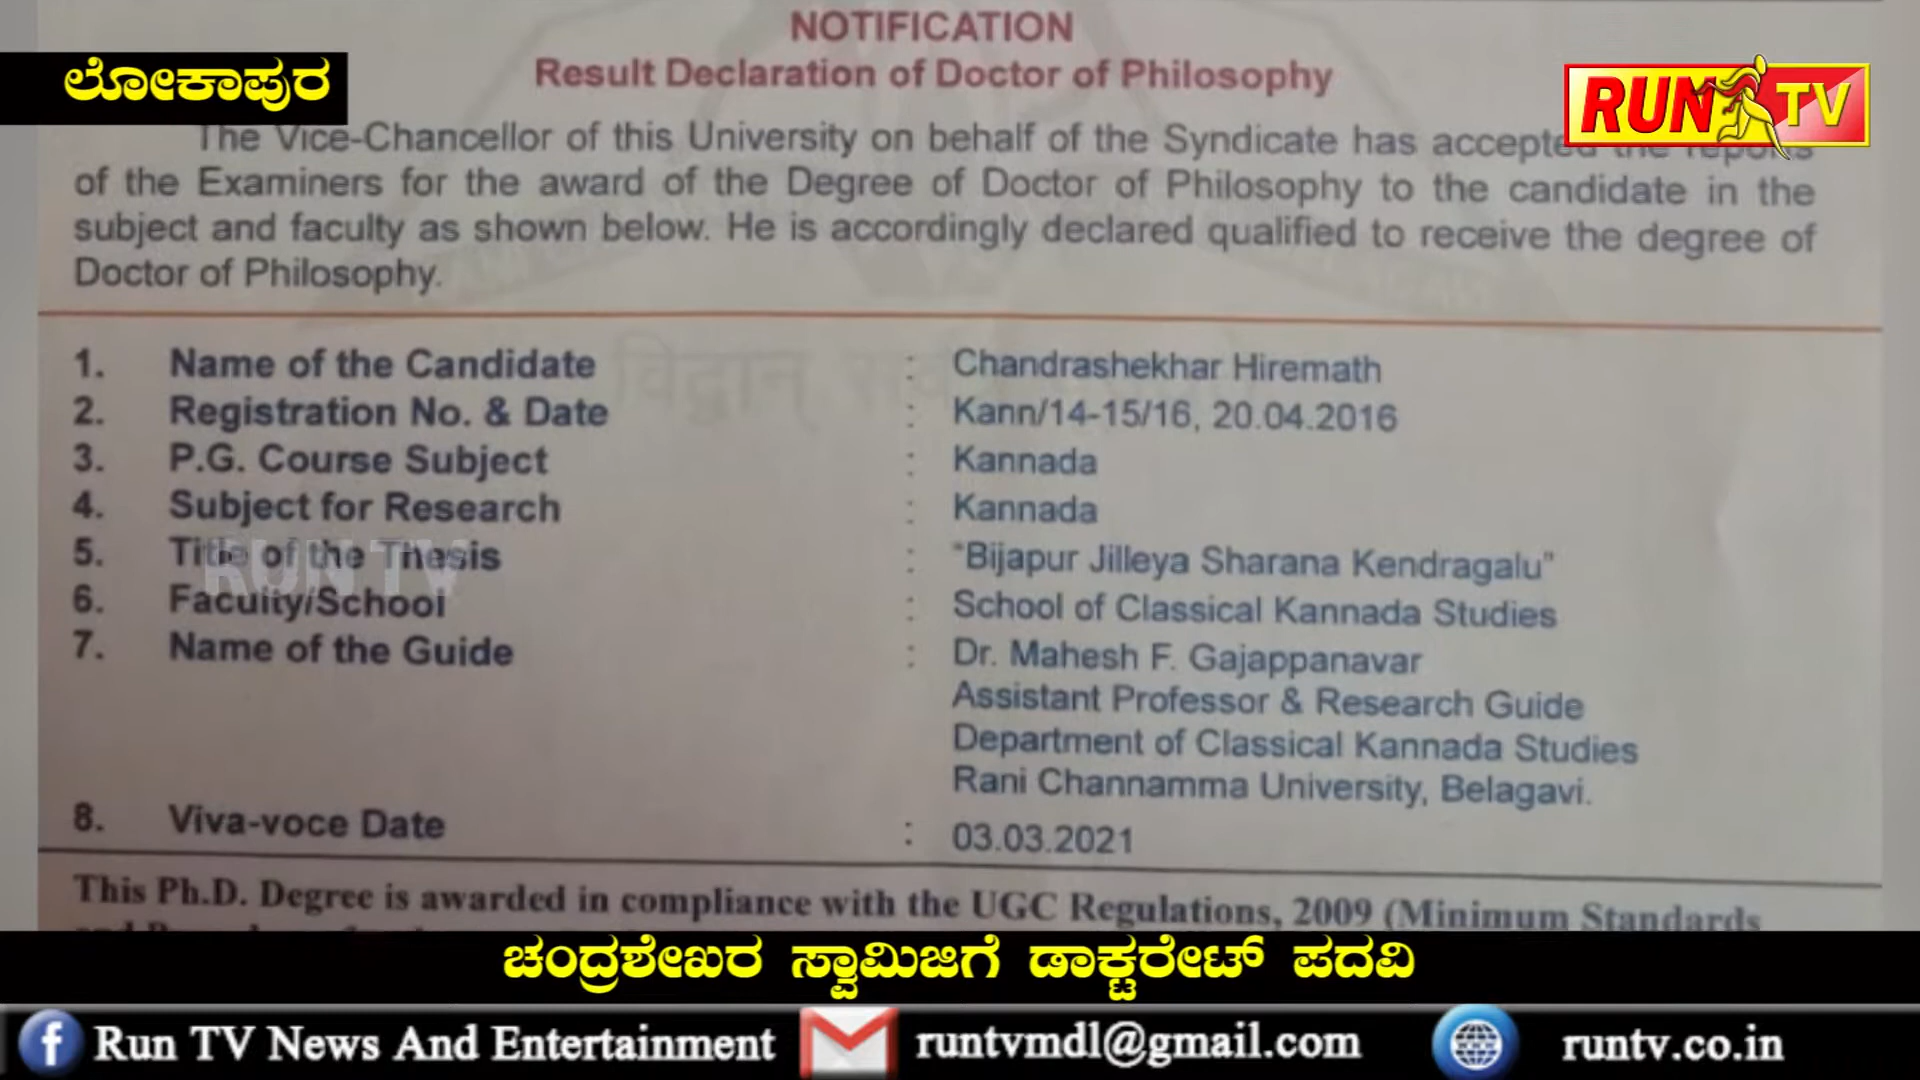 NOTIFICATION
Result Declaration of Doctor of Philosophy
ಲೋಕಾಪುರ
RUN TV
The Vice-Chancellor of this University on behalf of the Syndicate has accepted the reports
of the Examiners for the award of the Degree of Doctor of Philosophy to the candidate in the
subject and faculty as shown below. He is accordingly declared qualified to receive the degree of
Doctor of Philosophy.
1. Name of the Candidate : Chandrashekhar Hiremath
2. Registration No. & Date : Kann/14-15/16, 20.04.2016
3. P.G. Course Subject : Kannada
4. Subject for Research : Kannada
5. Title of the Thesis : "Bijapur Jilleya Sharana Kendragalu"
RUN TV
6. Faculty/School : School of Classical Kannada Studies
7. Name of the Guide : Dr. Mahesh F. Gajappanavar
Assistant Professor & Research Guide
Department of Classical Kannada Studies
Rani Channamma University, Belagavi.
8. Viva-voce Date : 03.03.2021
This Ph.D. Degree is awarded in compliance with the UGC Regulations, 2009 (Minimum Standards
ಚಂದ್ರಶೇಖರ ಸ್ವಾಮಿಜಿಗೆ ಡಾಕ್ಟರೇಟ್ ಪದವಿ
Run TV News And Entertainment runtvmdl@gmail.com runtv.co.in